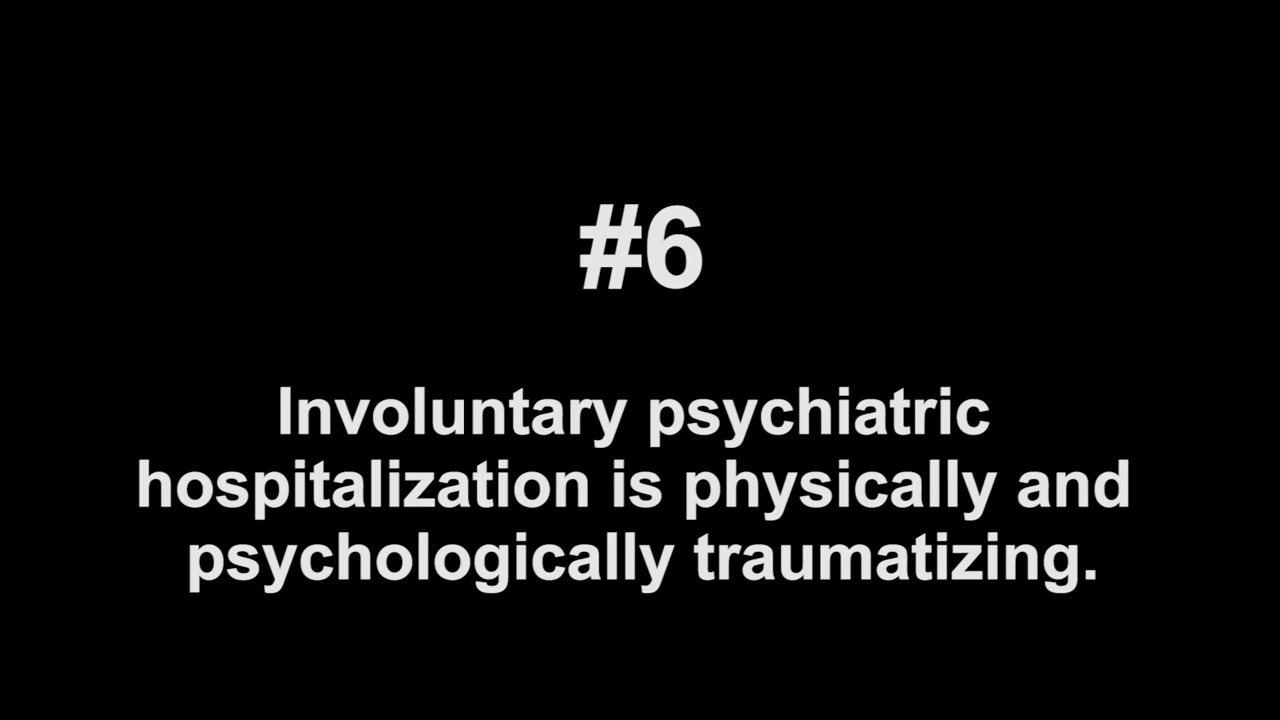 #6
Involuntary psychiatric
hospitalization is physically and
psychologically traumatizing.